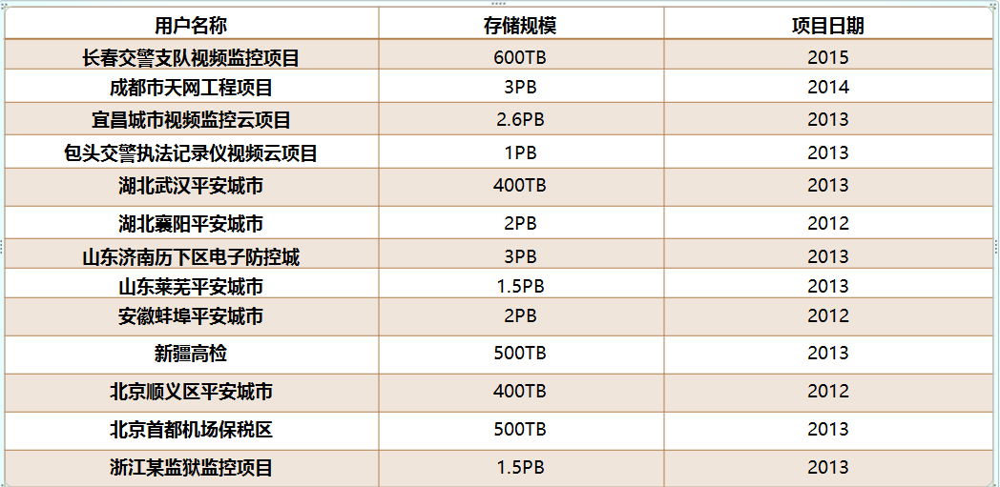 用户名称 存储规模 项目日期
长春交警支队视频监控项目 600TB 2015
成都市天网工程项目 3PB 2014
宜昌城市视频监控云项目 2.6PB 2013
包头交警执法记录仪视频云项目 1PB 2013
湖北武汉平安城市 400TB 2013
湖北襄阳平安城市 2PB 2012
山东济南历下区电子防控城 3PB 2013
山东莱芜平安城市 1.5PB 2013
安徽蚌埠平安城市 2PB 2012
新疆高检 500TB 2013
北京顺义区平安城市 400TB 2012
北京首都机场保税区 500TB 2013
浙江某监狱监控项目 1.5PB 2013